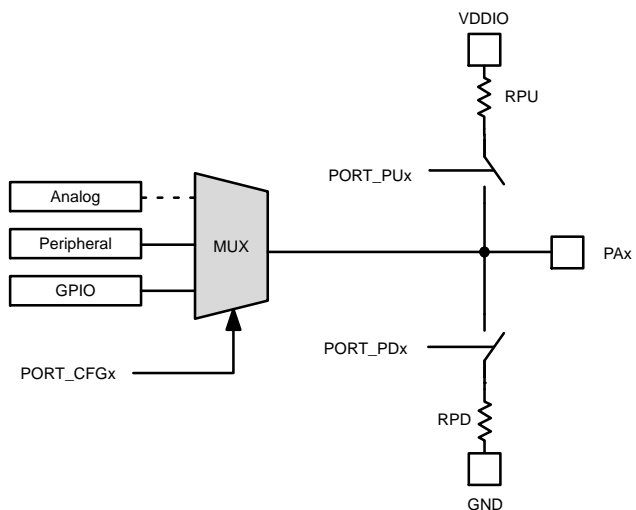 VDDIO
RPU
PORT_PUx
Analog
Peripheral
MUX
PAx
GPIO
PORT_PDx
PORT_CFGx
RPD
GND